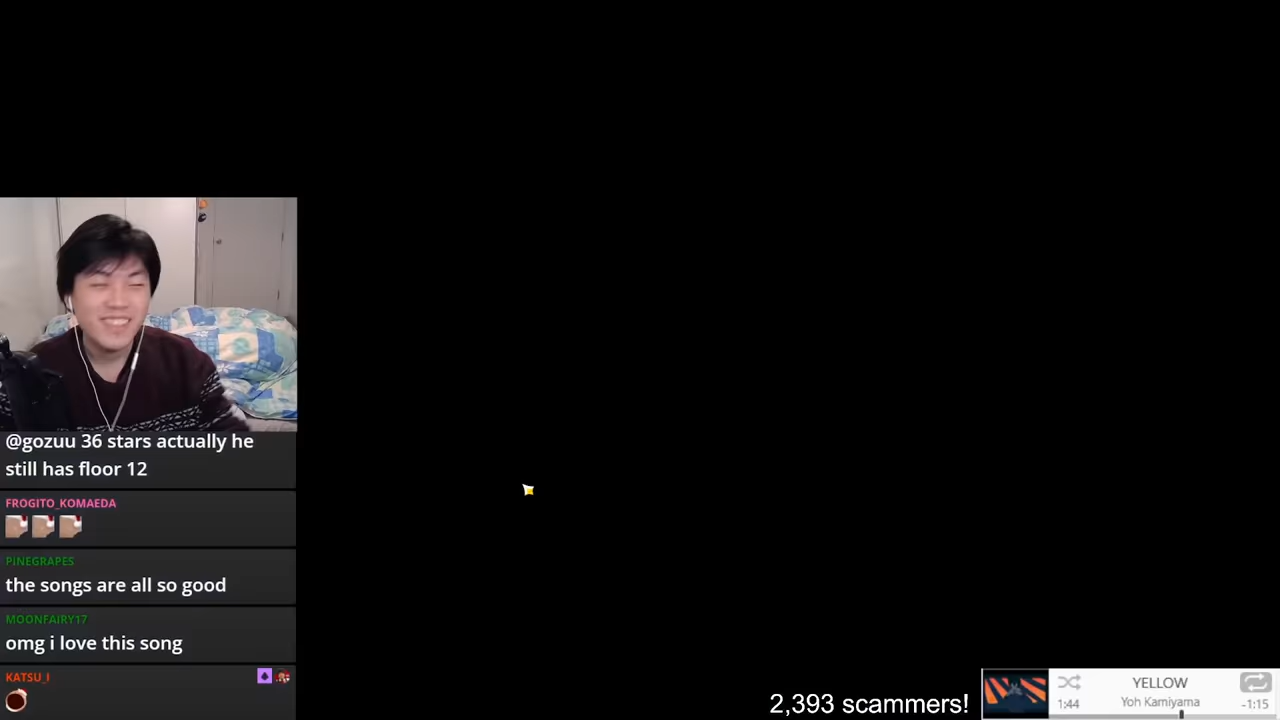 @gozuu 36 stars actually he
still has floor 12
FROGITO_KOMAEDA
PINEGRAPES
the songs are all so good
MOONFAIRY17
omg i love this song
KATSU_I
2,393 scammers!
YELLOW
1:44
Yoh Kamiyama
-1:15